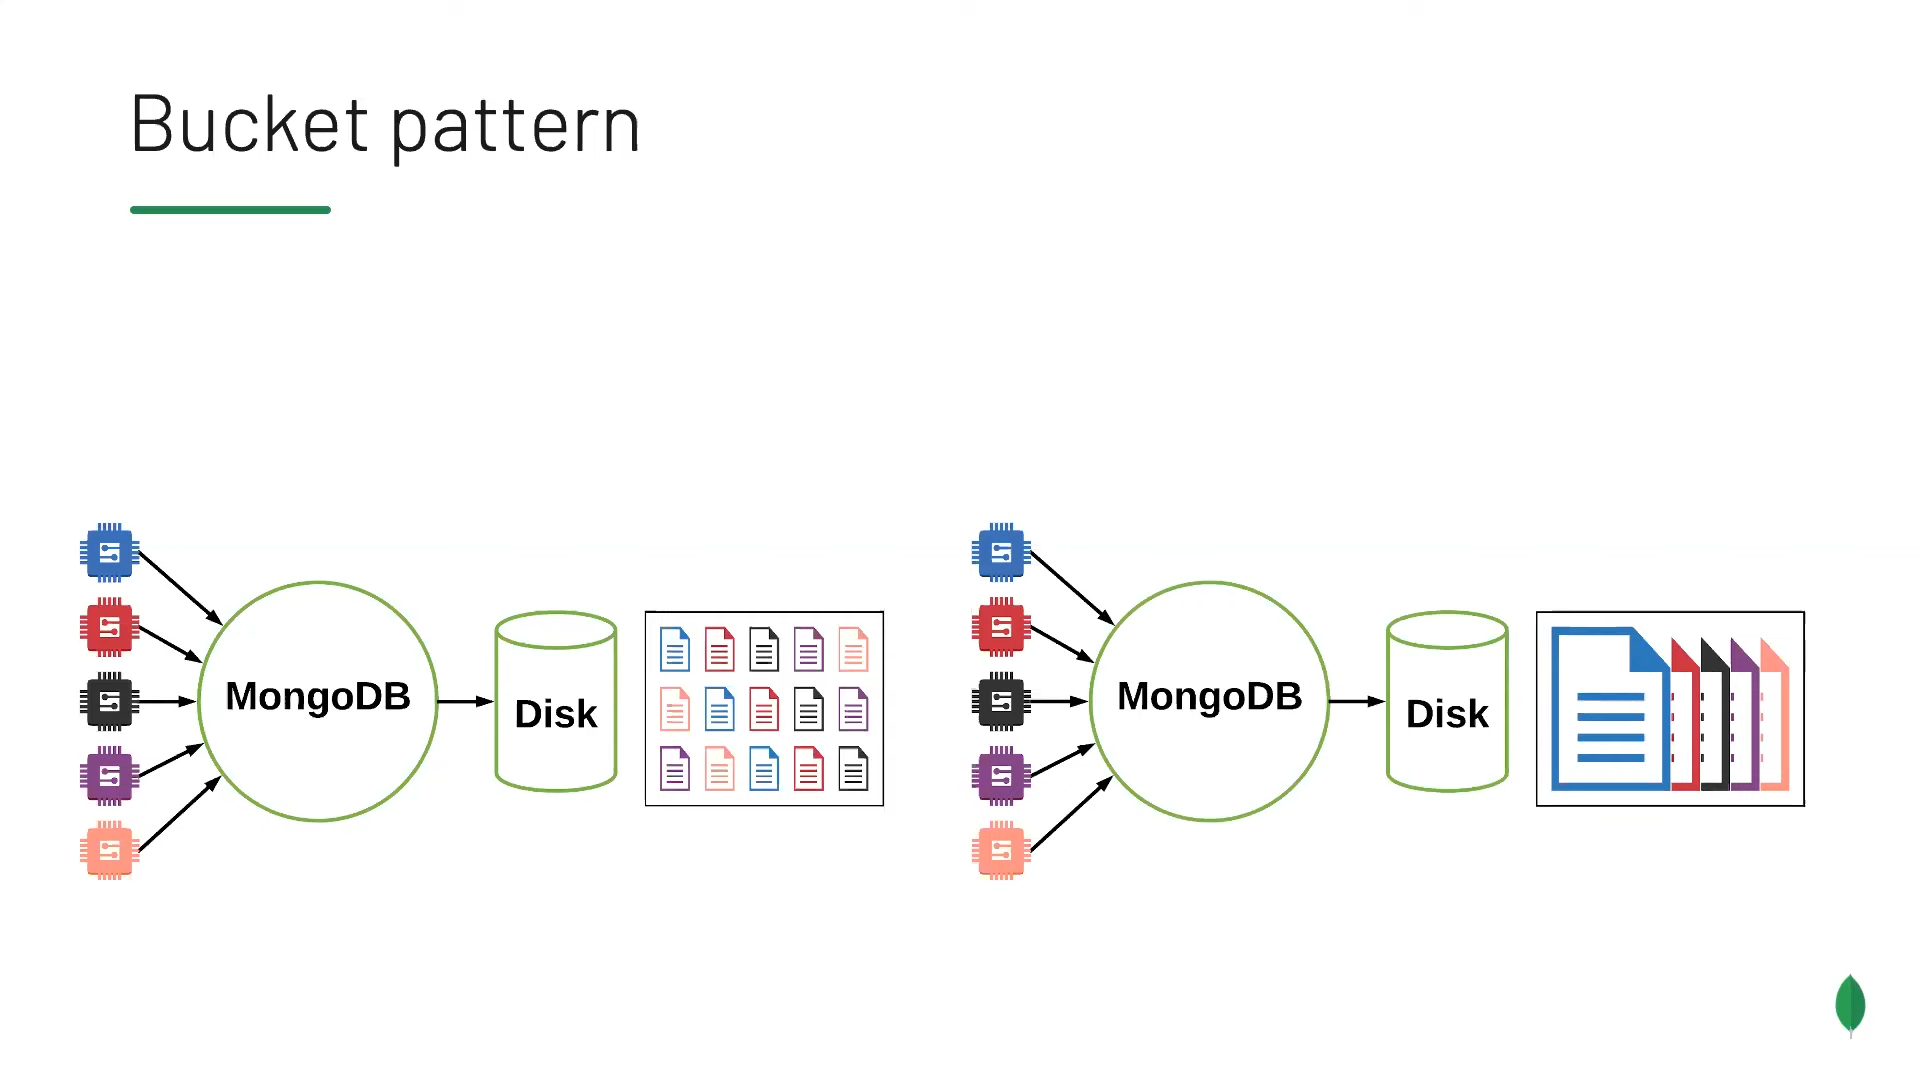 Bucket pattern
MongoDB
Disk
MongoDB
Disk